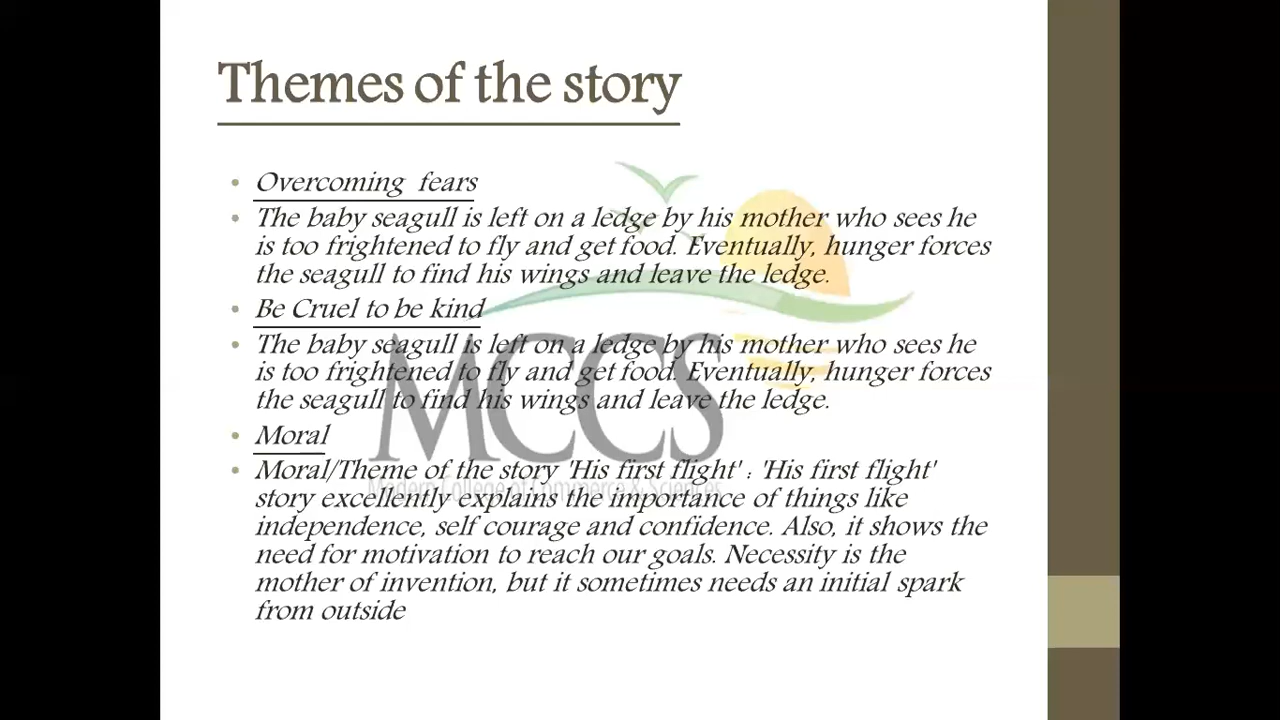 Themes of the story
• Overcoming fears
• The baby seagull is left on a ledge by his mother who sees he
is too frightened to fly and get food. Eventually, hunger forces
the seagull to find his wings and leave the ledge.
• Be Cruel to be kind
• The baby seagull is left on a ledge by his mother who sees he
is too frightened to fly and get food. Eventually, hunger forces
the seagull to find his wings and leave the ledge.
• Moral
• Moral/Theme of the story 'His first flight' : 'His first flight'
story excellently explains the importance of things like
independence, self courage and confidence. Also, it shows the
need for motivation to reach our goals. Necessity is the
mother of invention, but it sometimes needs an initial spark
from outside
MCCS
Modern College of Commerce & Sciences